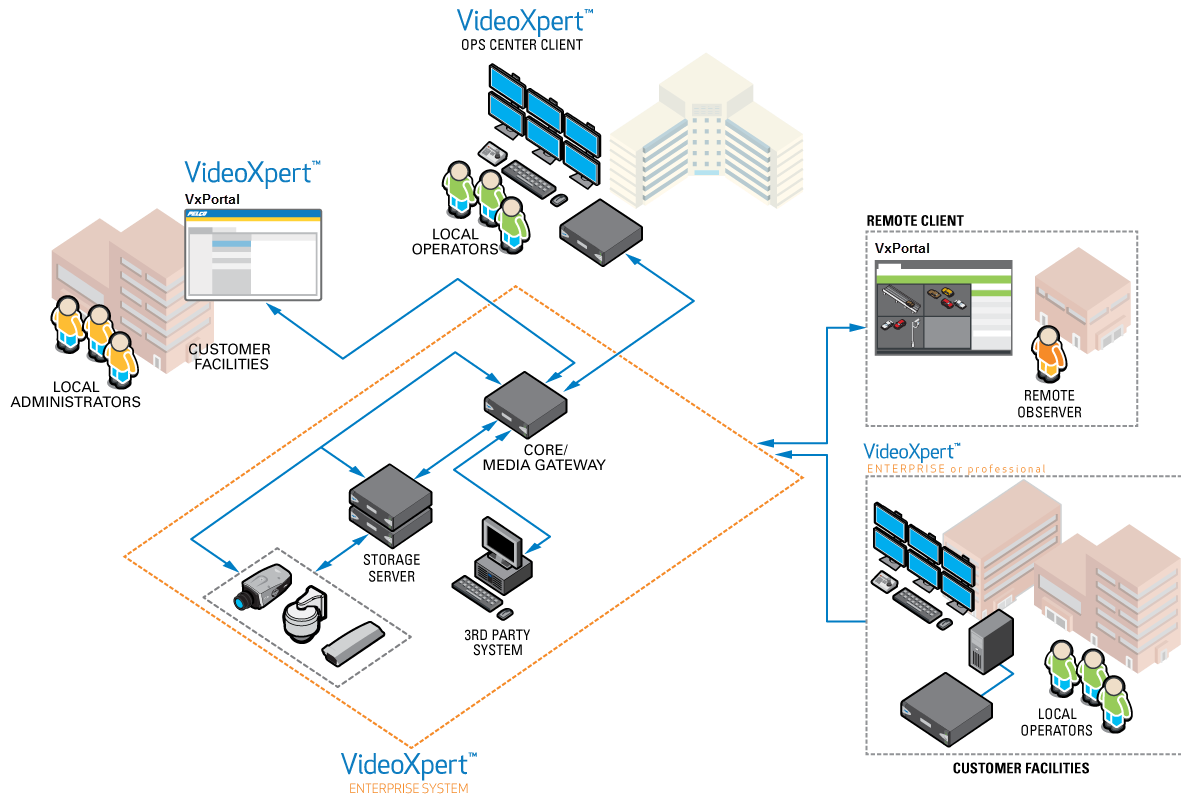 VideoXpert™
OPS CENTER CLIENT
LOCAL
OPERATORS
VideoXpert™
VxPortal
PELCO
CUSTOMER
FACILITIES
LOCAL
ADMINISTRATORS
REMOTE CLIENT
VxPortal
REMOTE
OBSERVER
CORE/
MEDIA GATEWAY
STORAGE
SERVER
3RD PARTY
SYSTEM
VideoXpert™
ENTERPRISE SYSTEM
VideoXpert™
ENTERPRISE or professional
LOCAL
OPERATORS
CUSTOMER FACILITIES